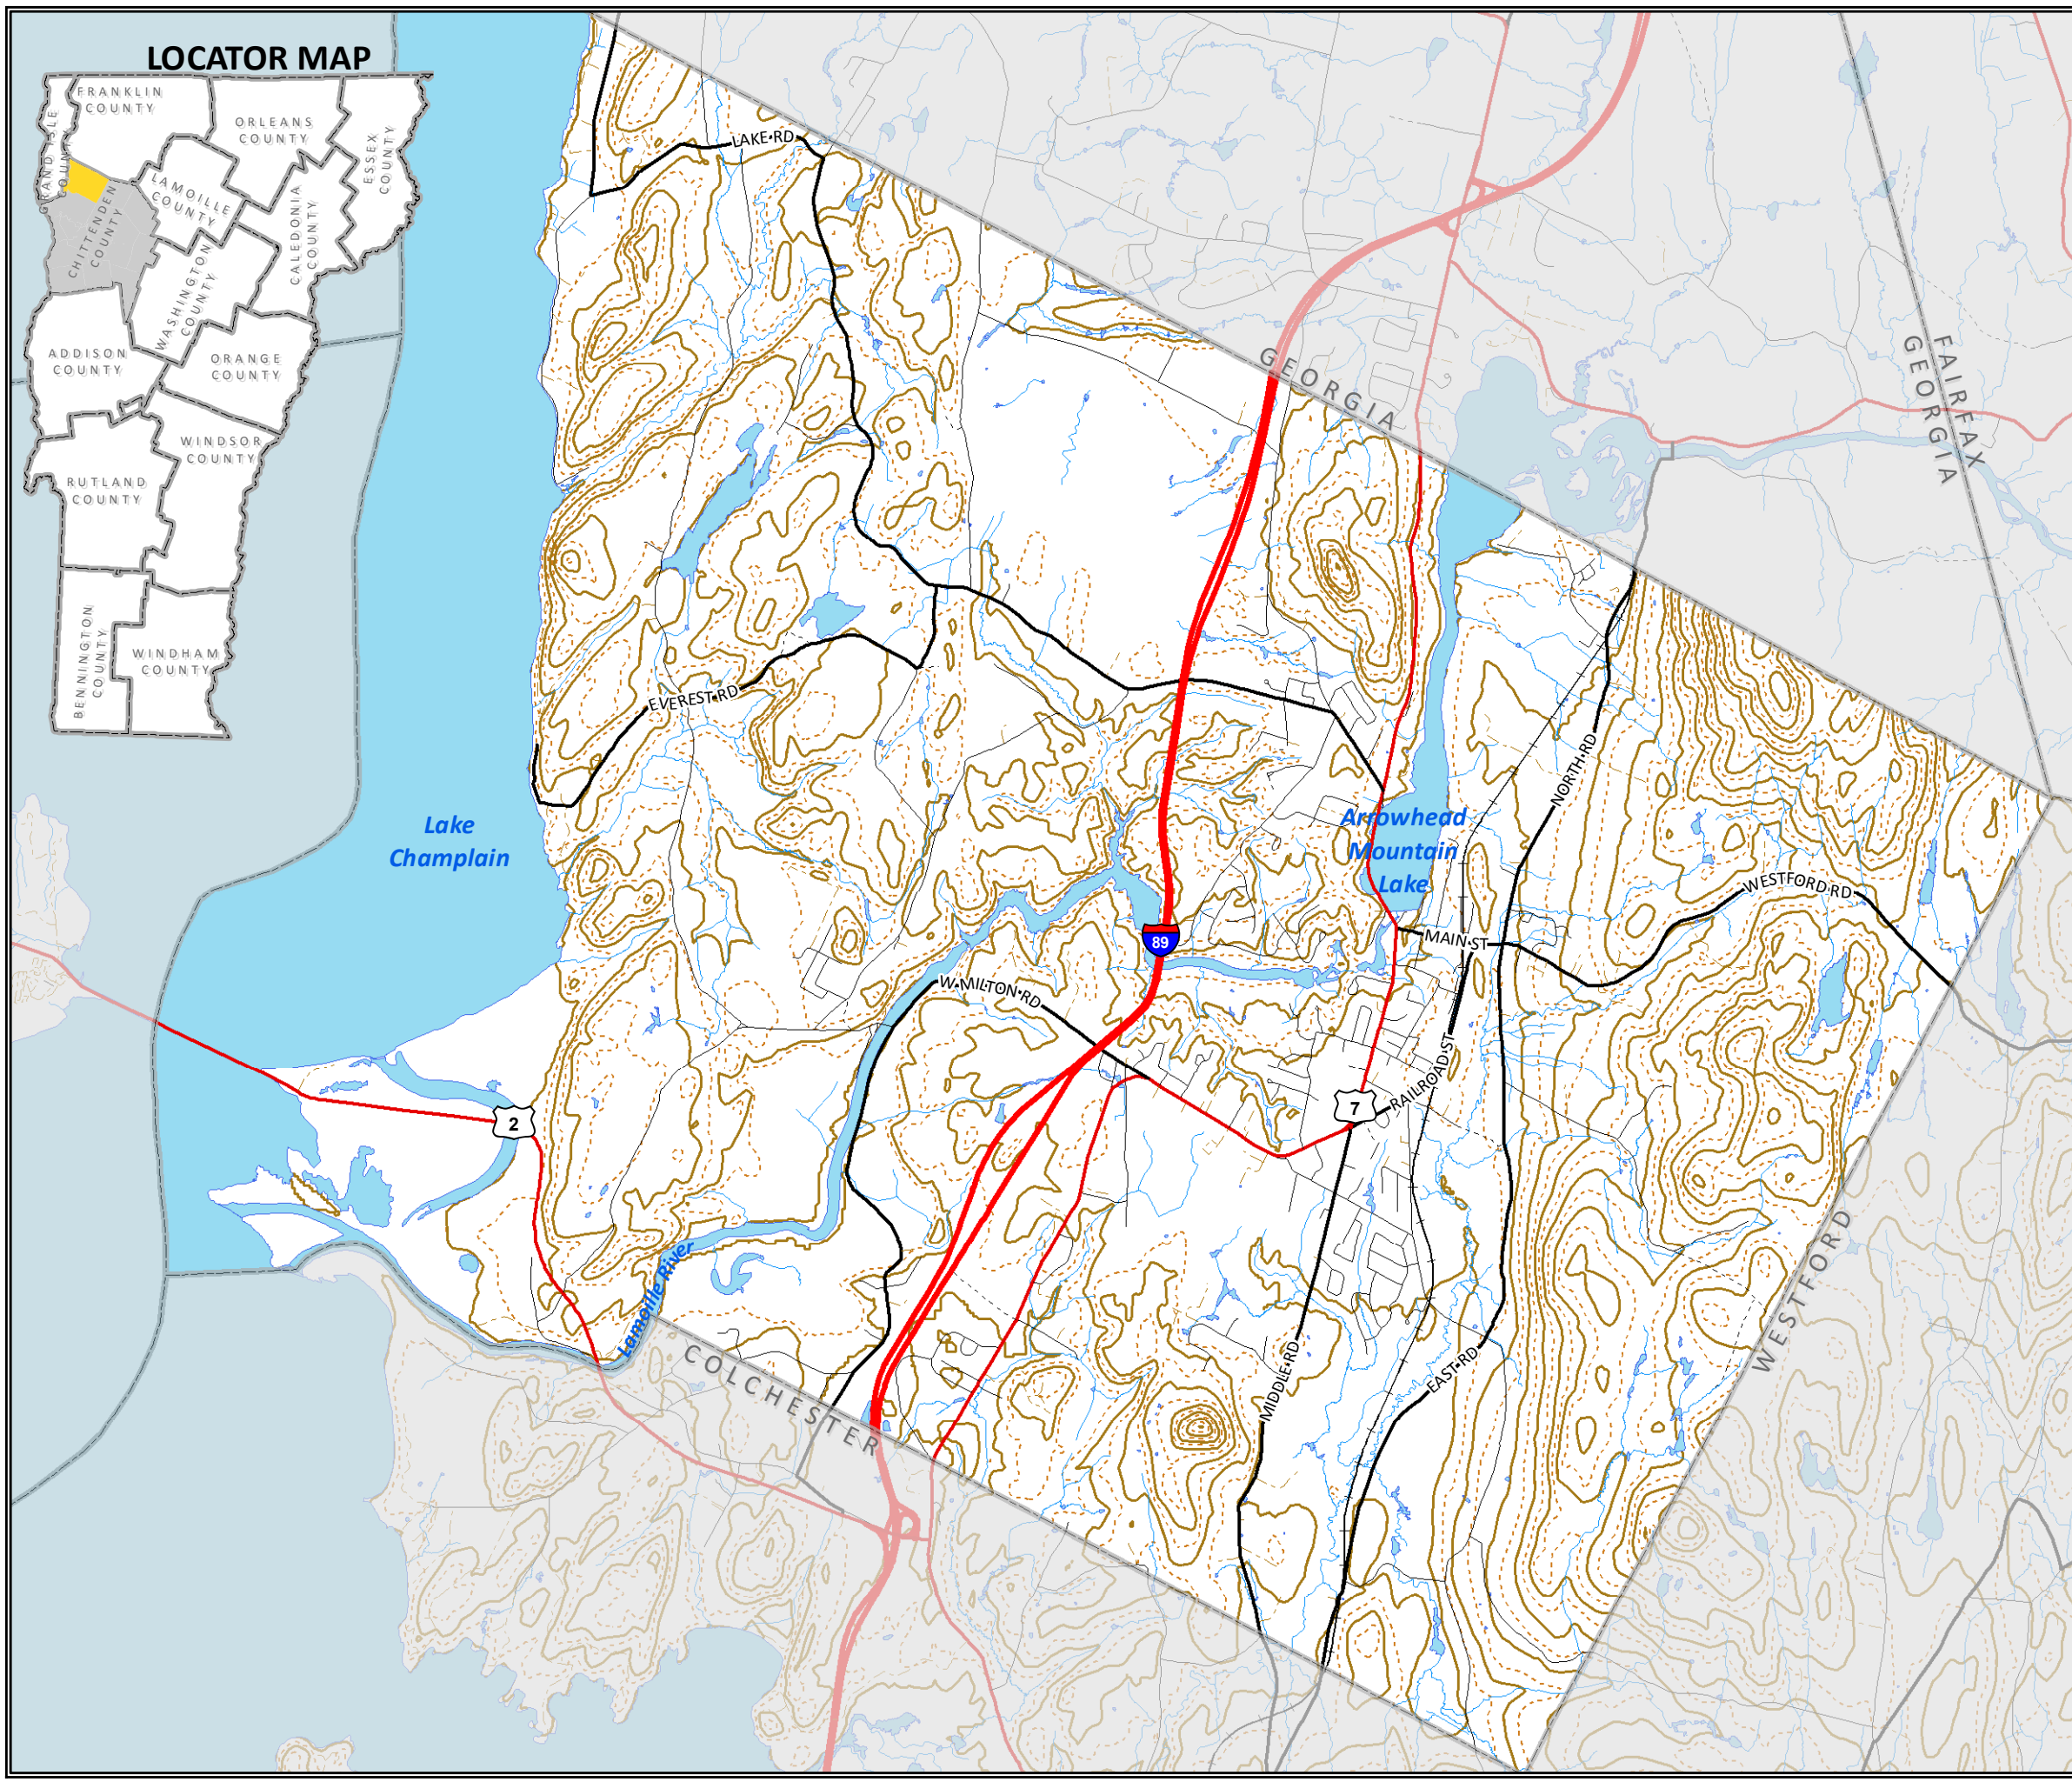 LOCATOR MAP
FRANKLIN
COUNTY
GRAND ISLE
COUNTY
ORLEANS
COUNTY
ESSEX
COUNTY
LAMOILLE
COUNTY
CHITTENDEN
COUNTY
CALEDONIA
COUNTY
WASHINGTON
COUNTY
ADDISON
COUNTY
ORANGE
COUNTY
WINDSOR
COUNTY
RUTLAND
COUNTY
BENNINGTON
COUNTY
WINDHAM
COUNTY
LAKE RD
GEORGIA
FAIRFAX
GEORGIA
EVEREST RD
NORTH RD
Lake
Champlain
Arrowhead
Mountain
Lake
WESTFORD RD
89
MAIN ST
W MILTON RD
RAILROAD ST
7
2
Lamoille River
WESTFORD
COLCHESTER
MIDDLE RD
EAST RD